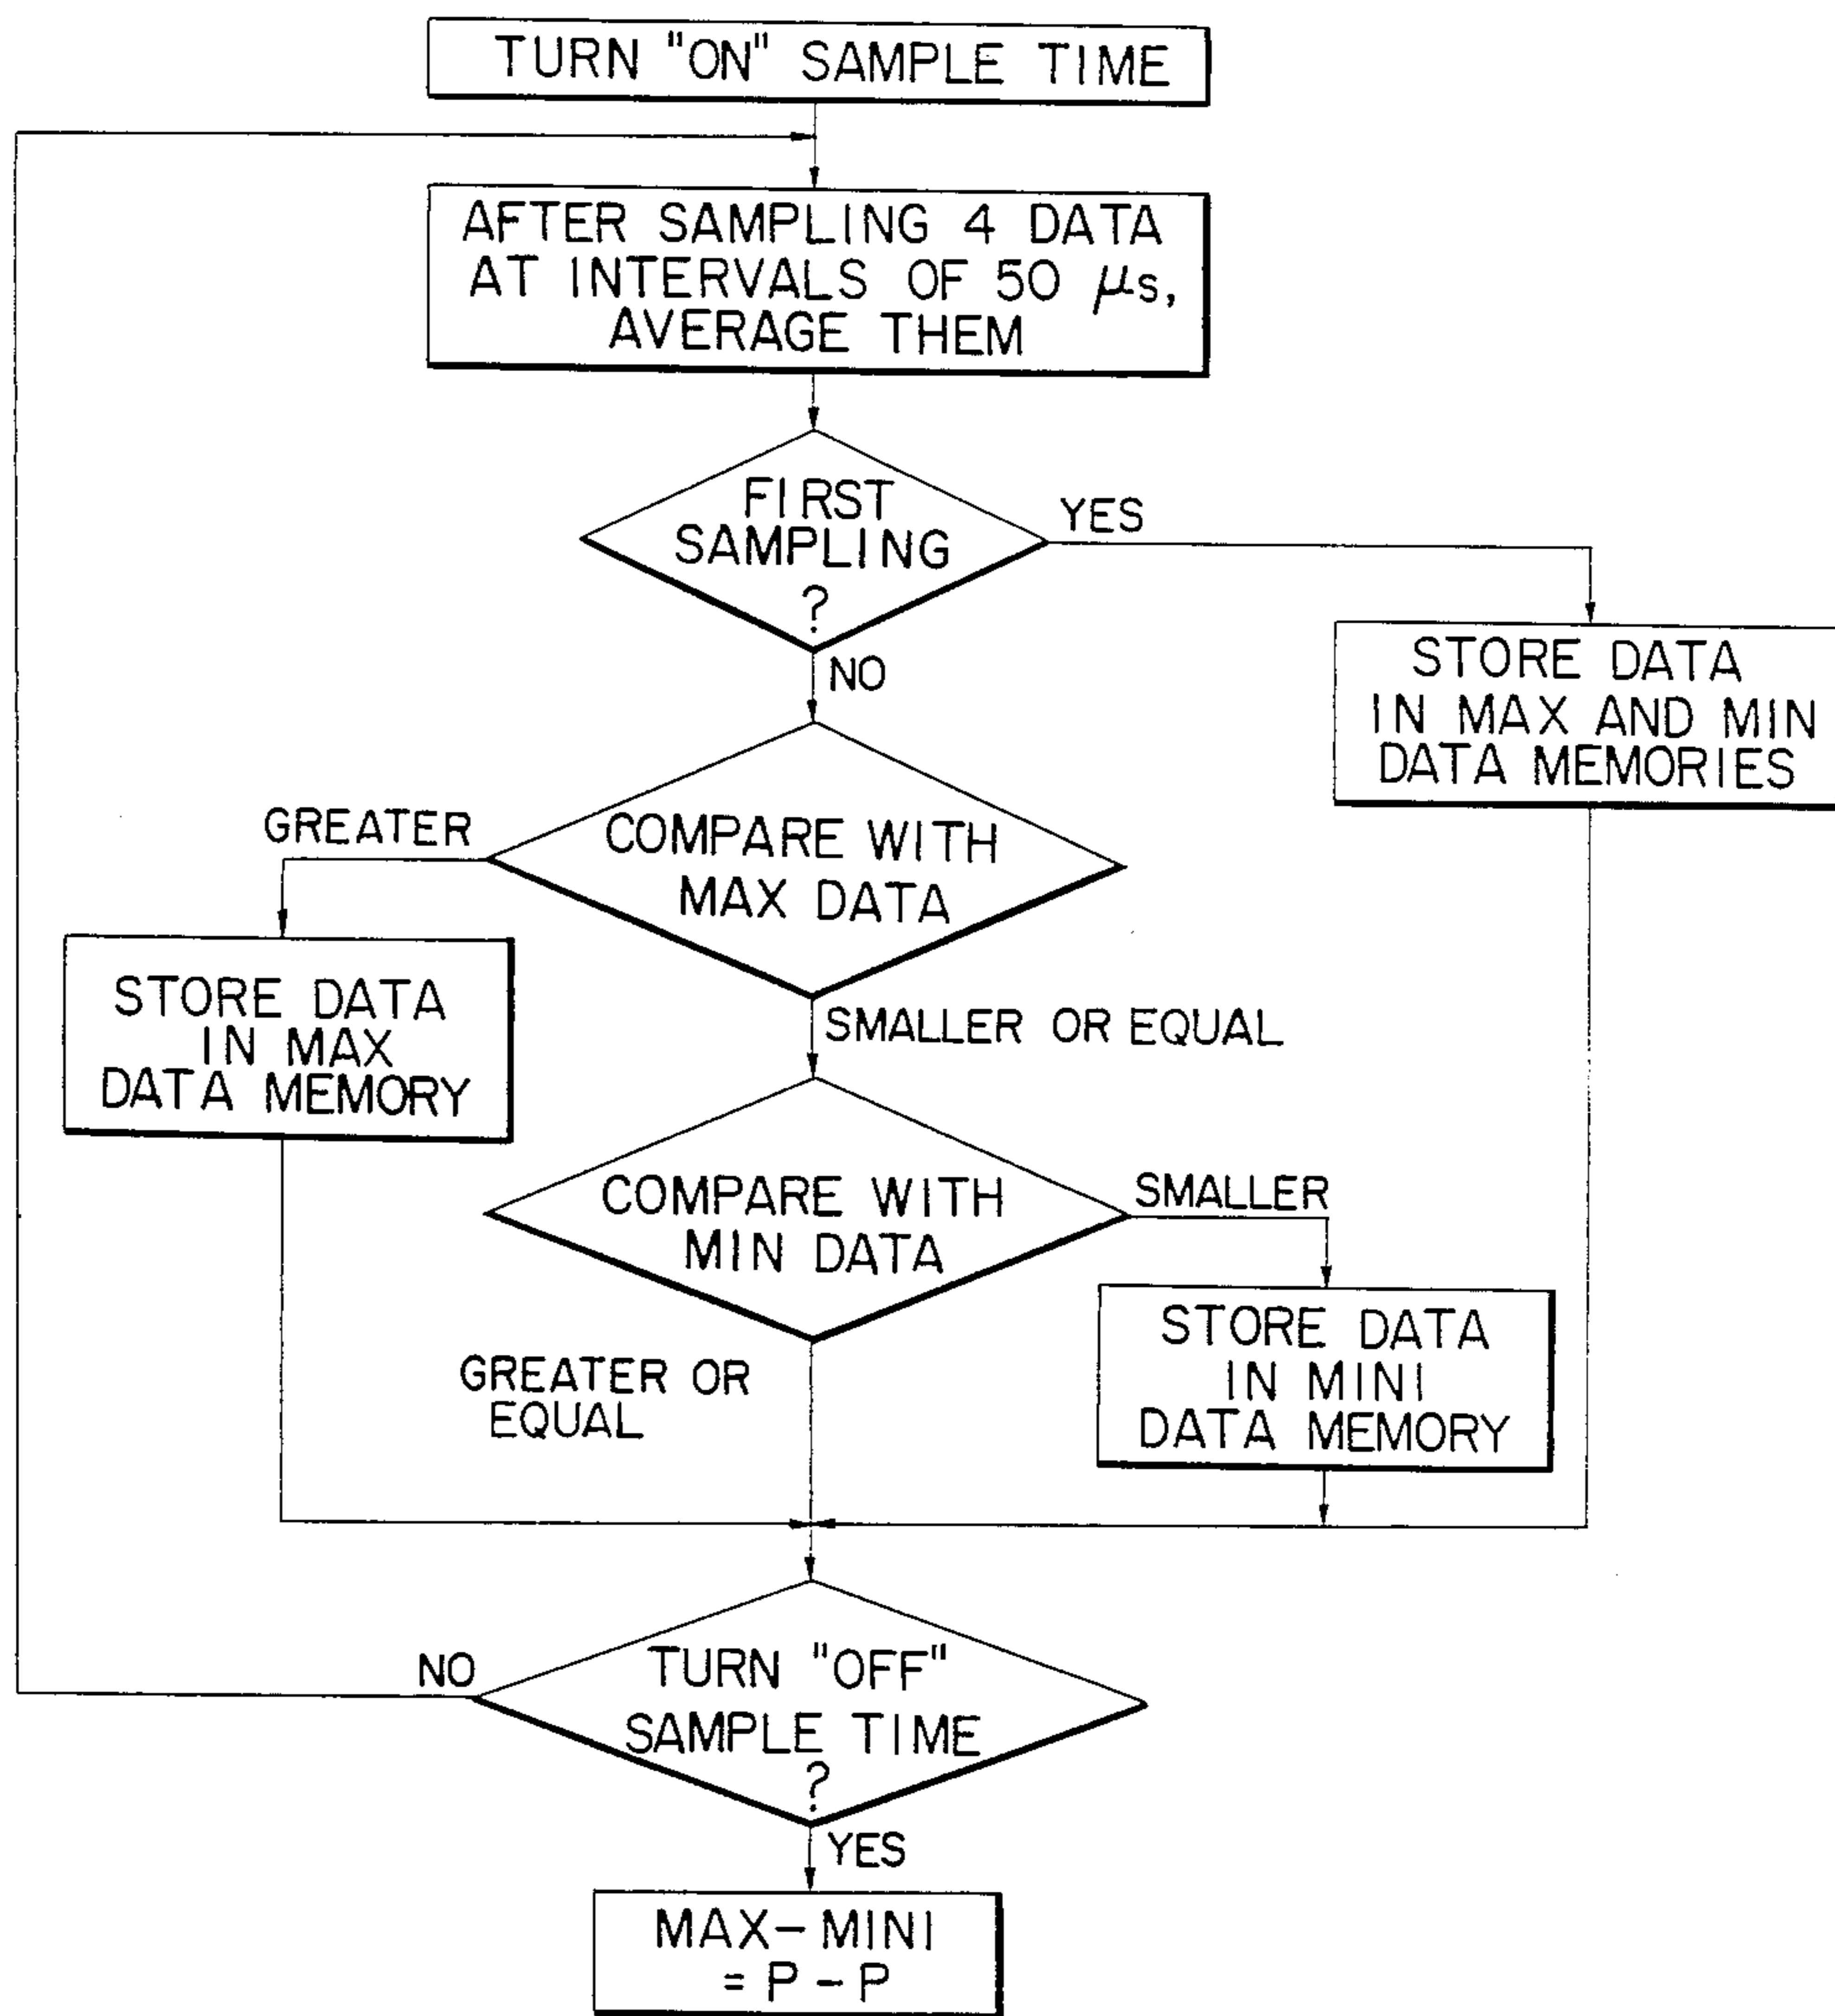 TURN "ON" SAMPLE TIME
AFTER SAMPLING 4 DATA
AT INTERVALS OF 50 μs,
AVERAGE THEM
FIRST
SAMPLING
?
YES
NO
STORE DATA
IN MAX AND MIN
DATA MEMORIES
GREATER
COMPARE WITH
MAX DATA
STORE DATA
IN MAX
DATA MEMORY
SMALLER OR EQUAL
COMPARE WITH
MIN DATA
SMALLER
STORE DATA
IN MINI
DATA MEMORY
GREATER OR
EQUAL
NO
TURN "OFF"
SAMPLE TIME
?
YES
MAX-MINI
= P - P